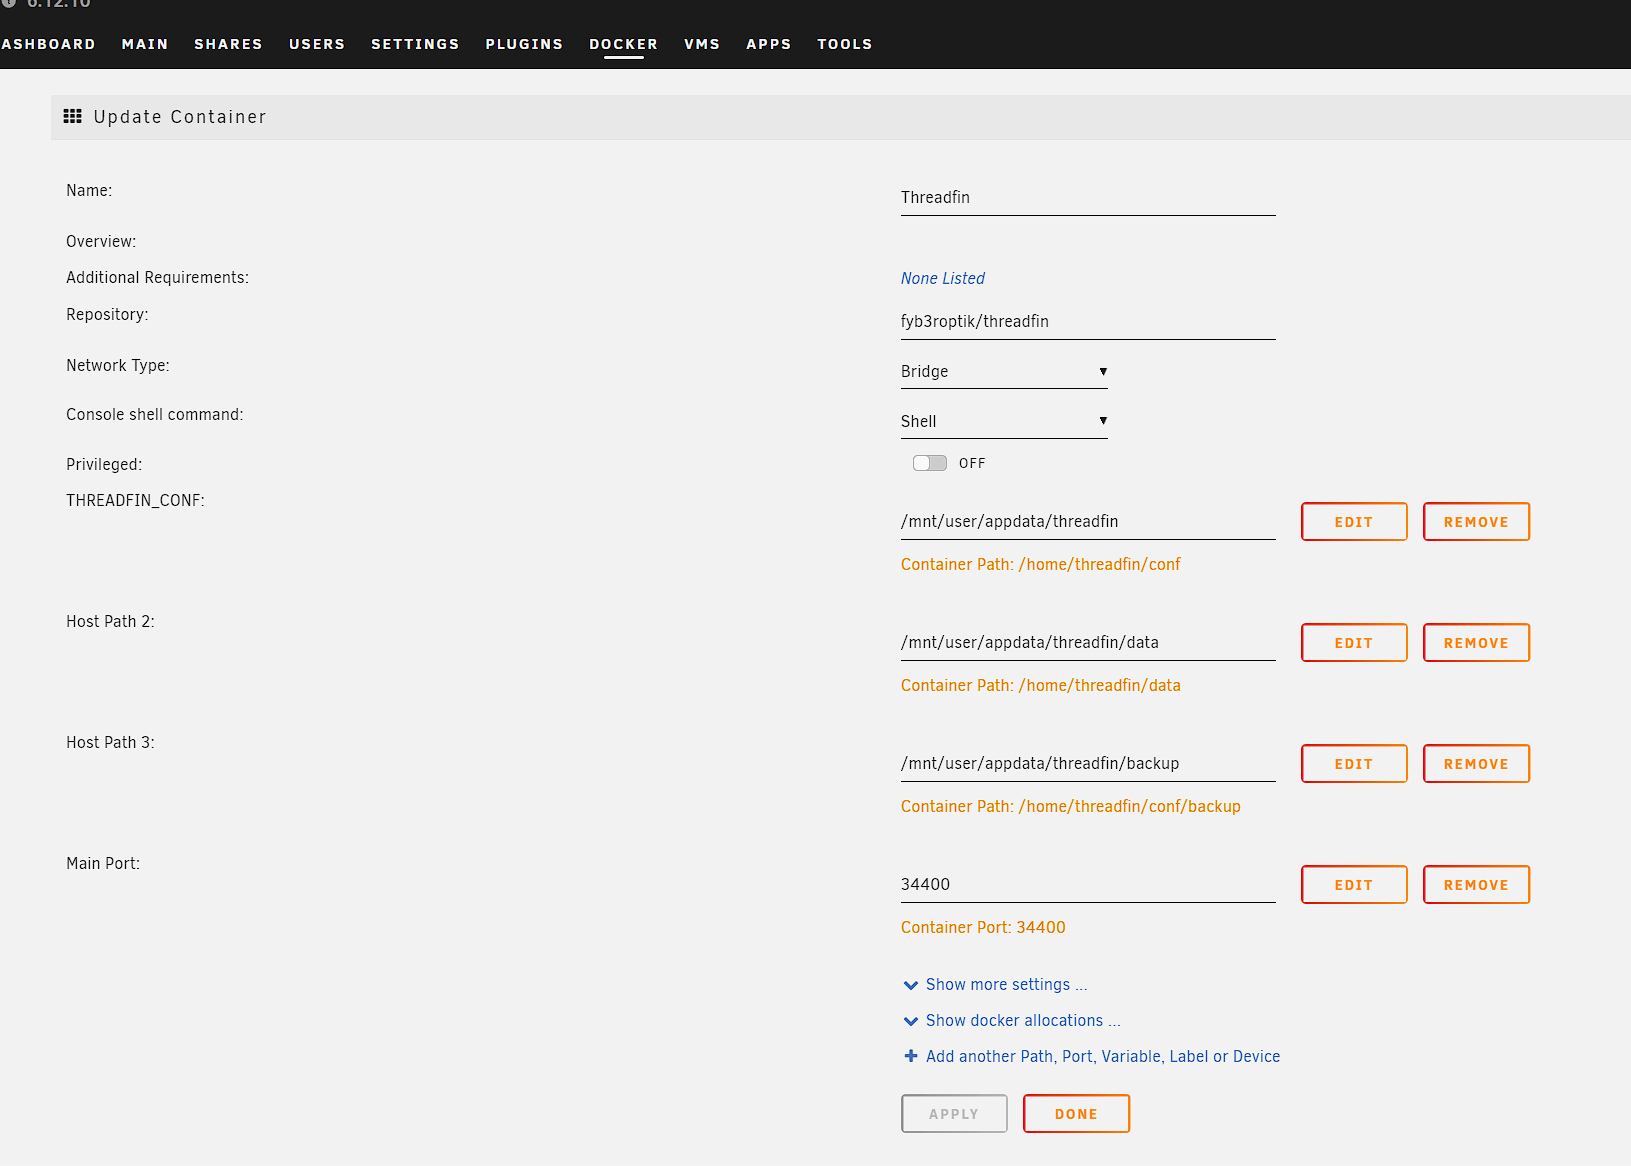 6.12.10
ASHBOARD MAIN SHARES USERS SETTINGS PLUGINS DOCKER VMS APPS TOOLS
Update Container
Name: Threadfin
Overview:
Additional Requirements: None Listed
Repository: fyb3roptik/threadfin
Network Type: Bridge
Console shell command: Shell
Privileged: OFF
THREADFIN_CONF: /mnt/user/appdata/threadfin EDIT REMOVE
Container Path: /home/threadfin/conf
Host Path 2: /mnt/user/appdata/threadfin/data EDIT REMOVE
Container Path: /home/threadfin/data
Host Path 3: /mnt/user/appdata/threadfin/backup EDIT REMOVE
Container Path: /home/threadfin/conf/backup
Main Port: 34400 EDIT REMOVE
Container Port: 34400
Show more settings ...
Show docker allocations ...
Add another Path, Port, Variable, Label or Device
APPLY DONE